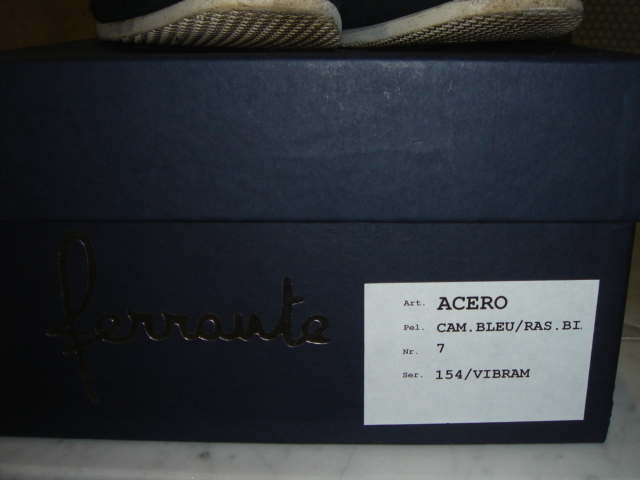 ferrante
Art. ACERO
Pel. CAM.BLEU/RAS.BI.
Nr. 7
Ser. 154/VIBRAM